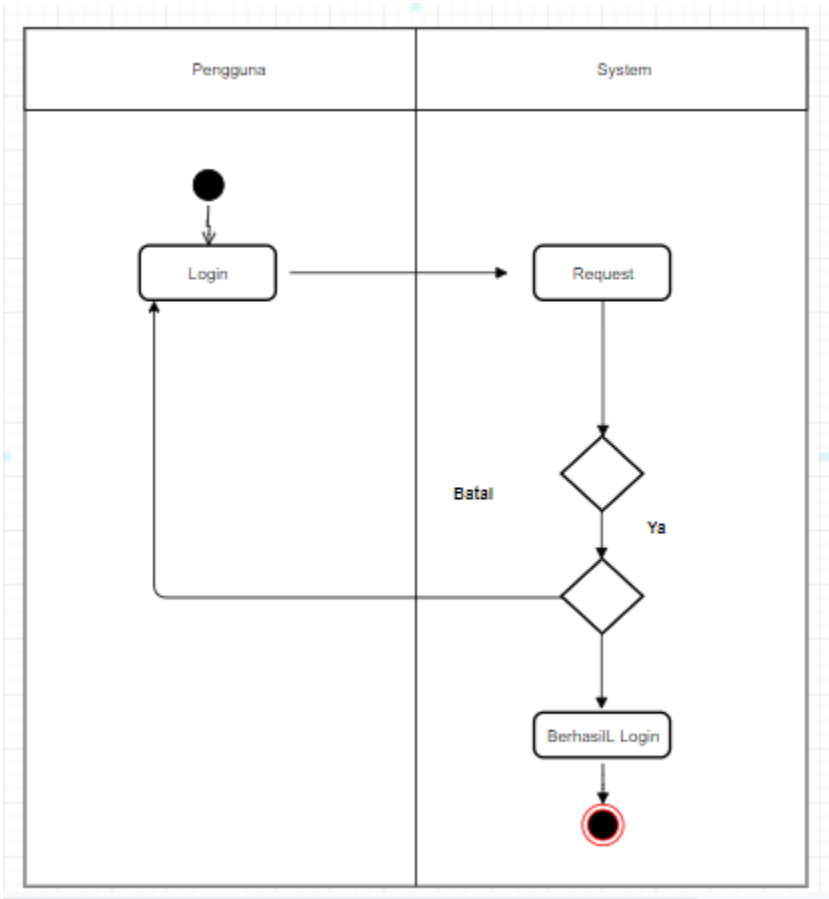 Pengguna
System
Login
Request
Batal
Ya
BerhasilL Login